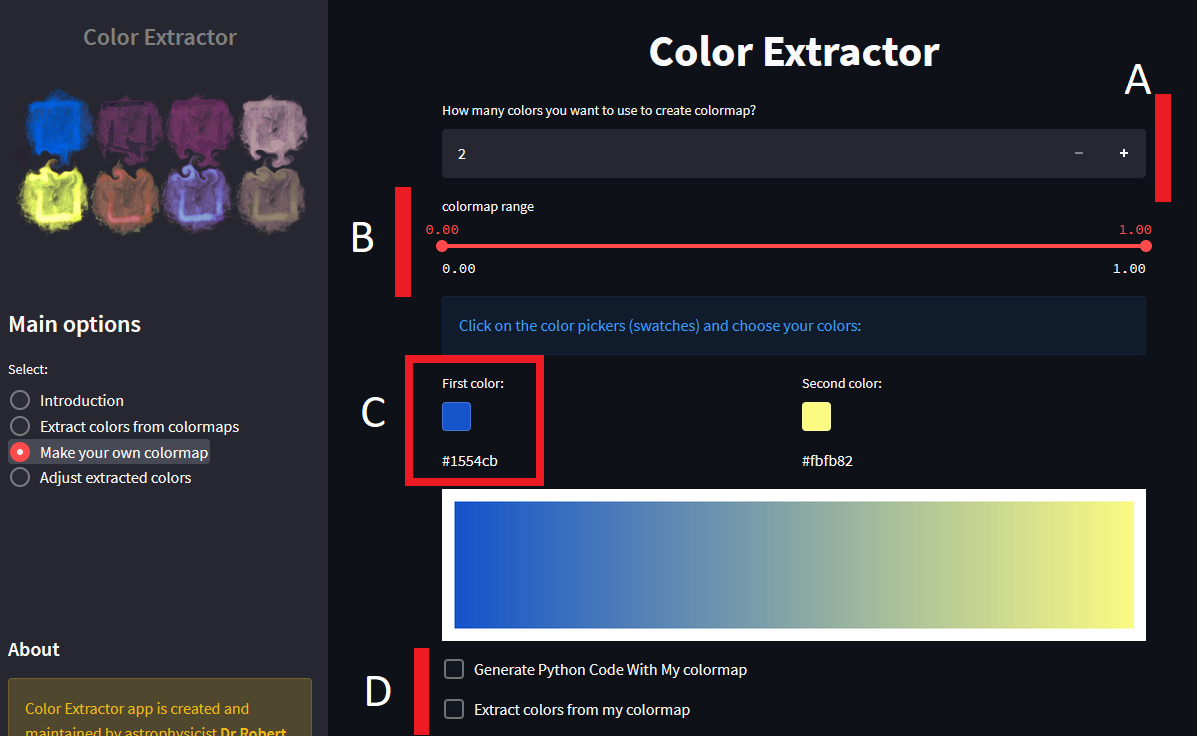 Color Extractor
Main options
Select:
Introduction
Extract colors from colormaps
Make your own colormap
Adjust extracted colors
About
Color Extractor app is created and
maintained by astrophysicist Dr Robert
Color Extractor
A
How many colors you want to use to create colormap?
2
− +
B
colormap range
0.00 1.00
0.00 1.00
Click on the color pickers (swatches) and choose your colors:
C
First color: Second color:
#1554cb #fbfb82
D
Generate Python Code With My colormap
Extract colors from my colormap